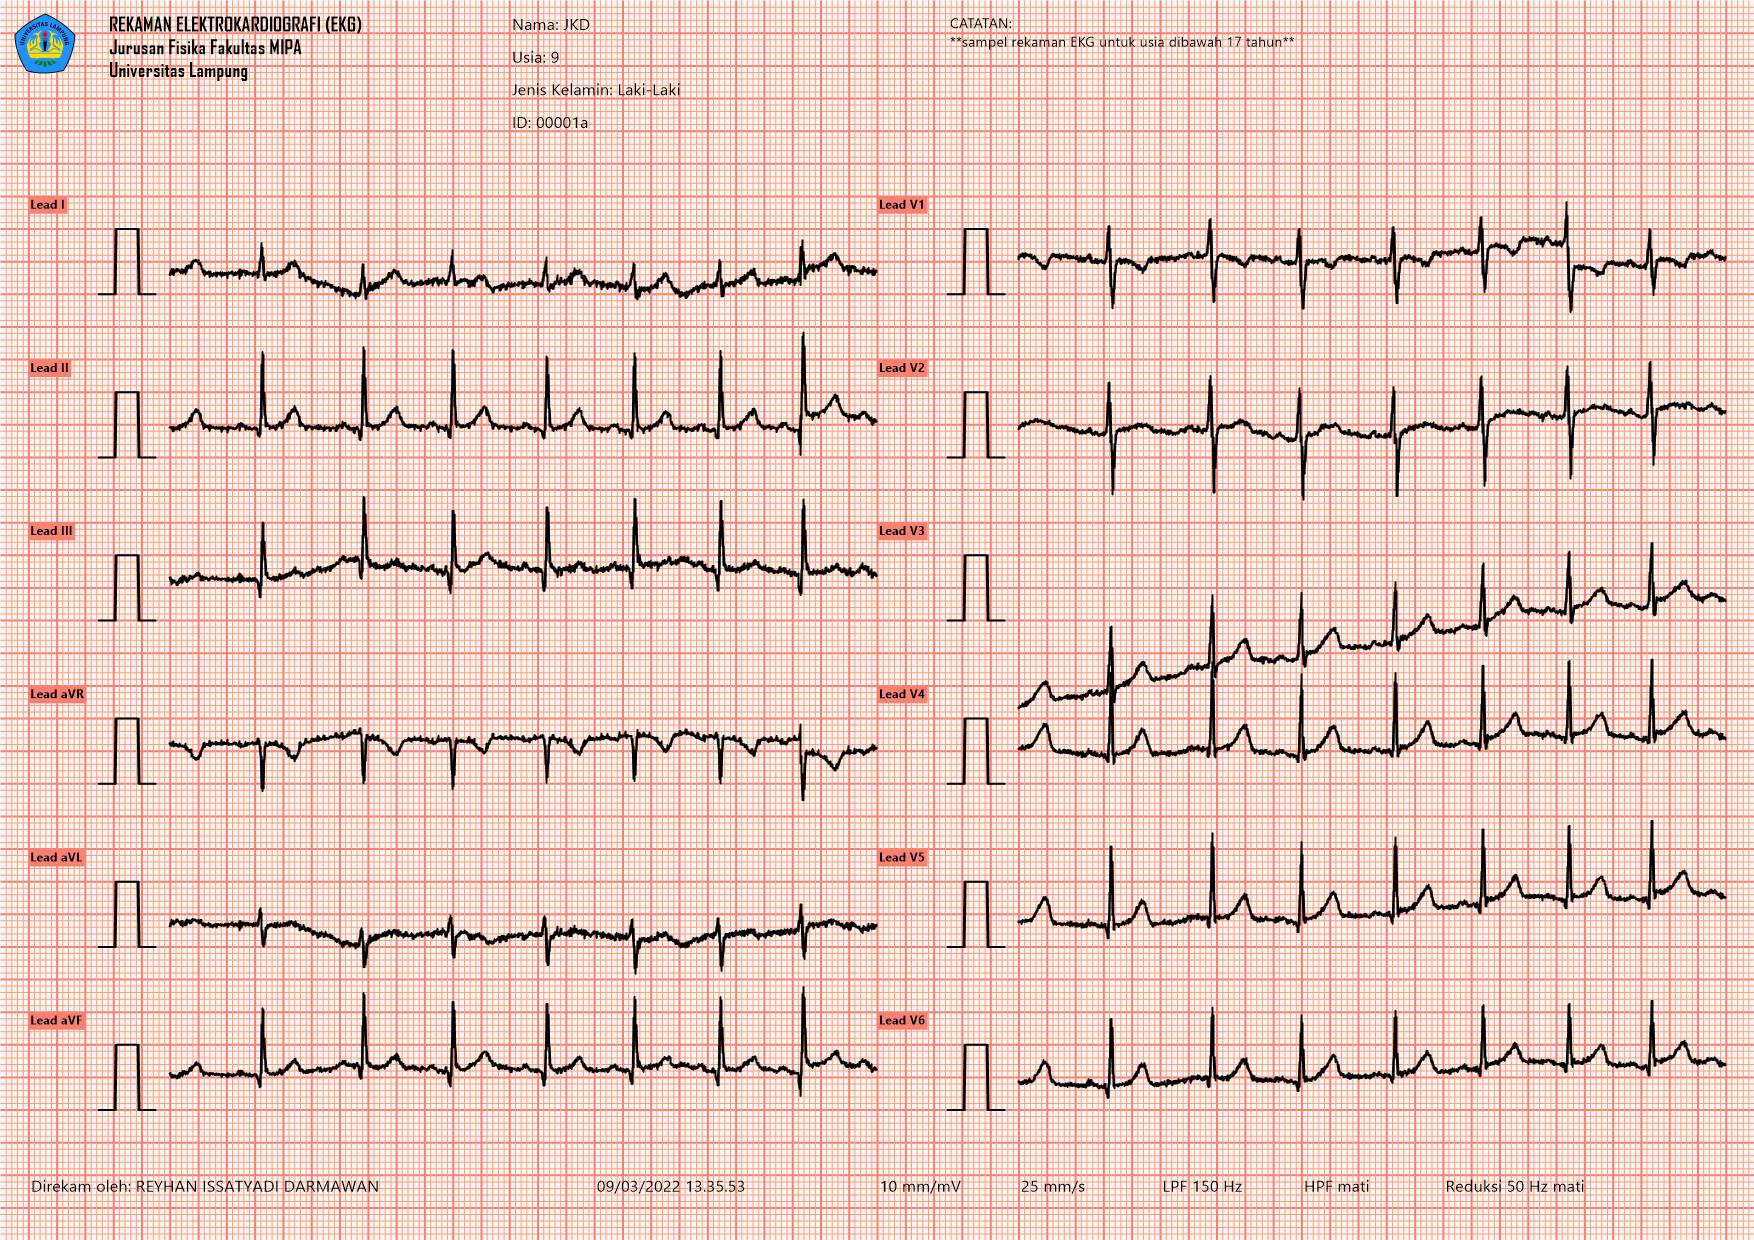 UNIVERSITAS LAMPUNG
REKAMAN ELEKTROKARDIOGRAFI (EKG)
Jurusan Fisika Fakultas MIPA
Universitas Lampung
Nama: JKD
Usia: 9
Jenis Kelamin: Laki-Laki
ID: 00001a
CATATAN:
**sampel rekaman EKG untuk usia dibawah 17 tahun**
Lead I
Lead II
Lead III
Lead aVR
Lead aVL
Lead aVF
Lead V1
Lead V2
Lead V3
Lead V4
Lead V5
Lead V6
Direkam oleh: REYHAN ISSATYADI DARMAWAN
09/03/2022 13.35.53
10 mm/mV
25 mm/s
LPF 150 Hz
HPF mati
Reduksi 50 Hz mati